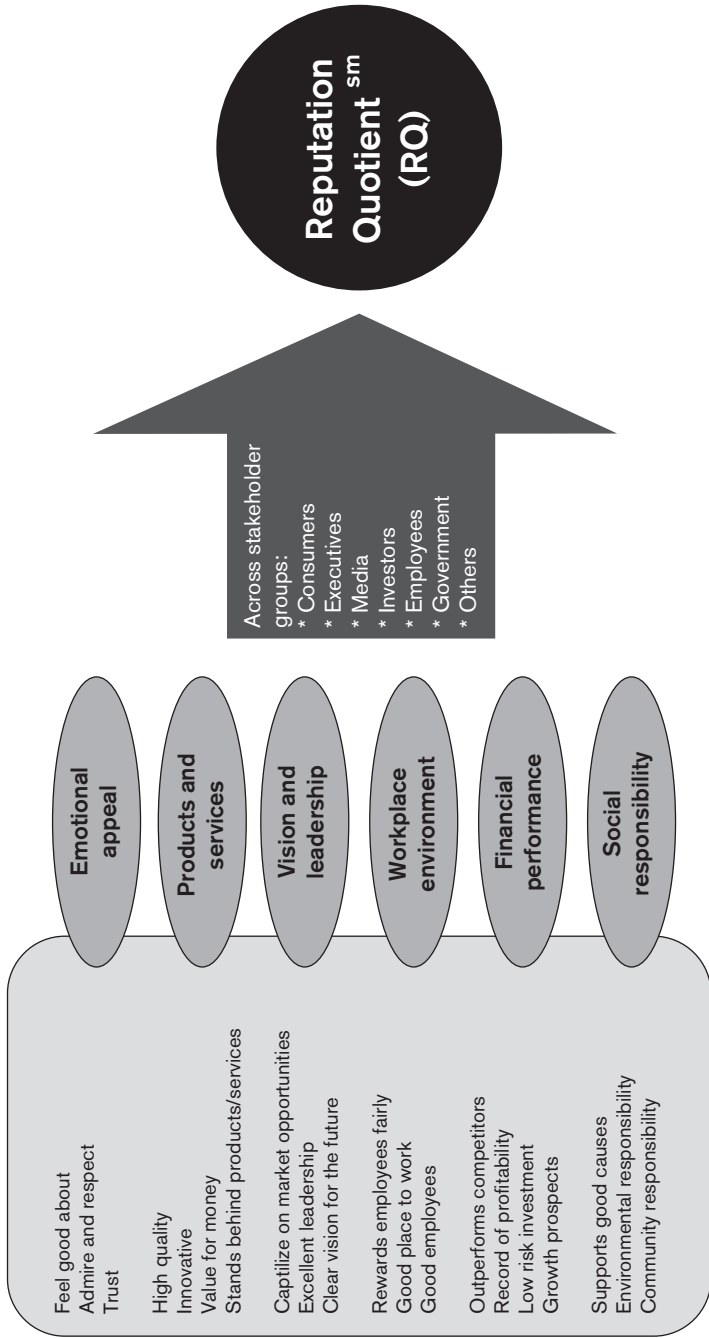 Feel good about
Admire and respect
Trust
Emotional
appeal
High quality
Innovative
Value for money
Stands behind products/services
Products and
services
Captilize on market opportunities
Excellent leadership
Clear vision for the future
Vision and
leadership
Rewards employees fairly
Good place to work
Good employees
Workplace
environment
Outperforms competitors
Record of profitability
Low risk investment
Growth prospects
Financial
performance
Supports good causes
Environmental responsibility
Community responsibility
Social
responsibility
Across stakeholder
groups:
* Consumers
* Executives
* Media
* Investors
* Employees
* Government
* Others
Reputation
Quotient sm
(RQ)